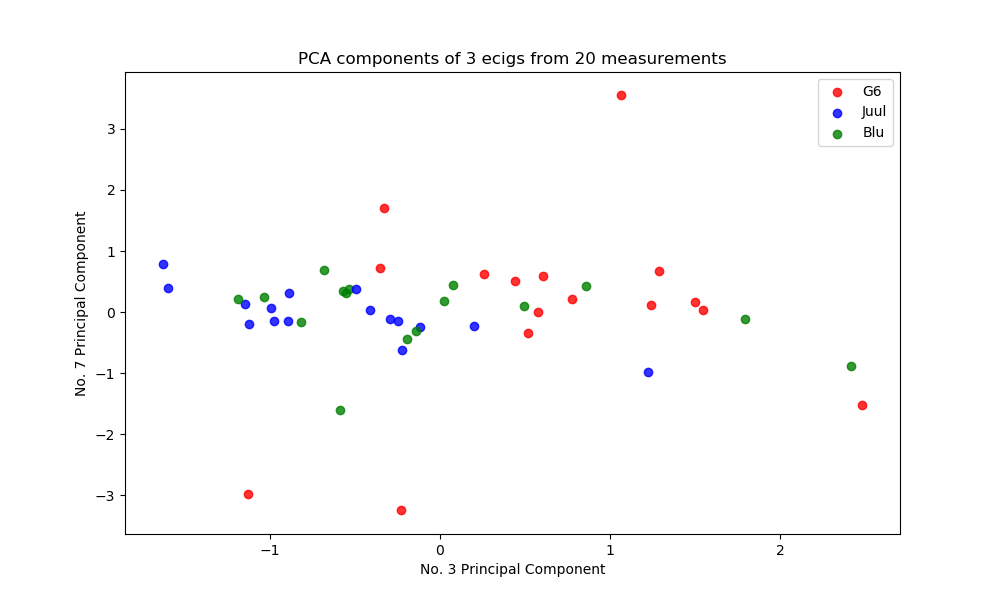 PCA components of 3 ecigs from 20 measurements
G6
Juul
Blu
3
2
1
0
−1
−2
−3
No. 7 Principal Component
−1
0
1
2
No. 3 Principal Component